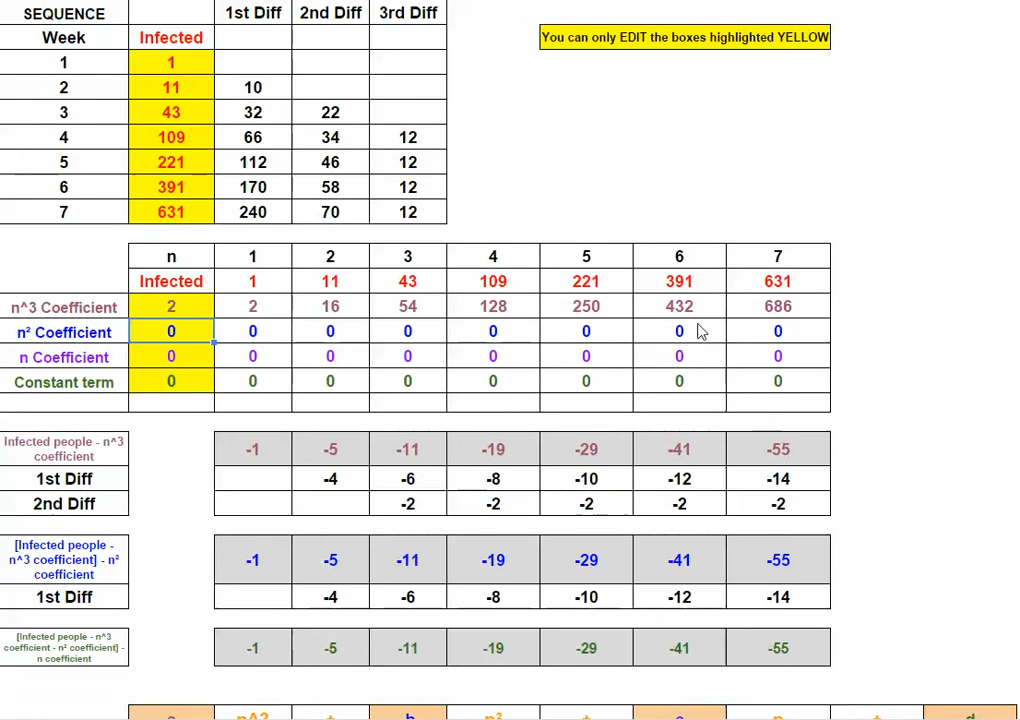 SEQUENCE 1st Diff 2nd Diff 3rd Diff
Week Infected You can only EDIT the boxes highlighted YELLOW
1 1
2 11 10
3 43 32 22
4 109 66 34 12
5 221 112 46 12
6 391 170 58 12
7 631 240 70 12
n 1 2 3 4 5 6 7
Infected 1 11 43 109 221 391 631
n^3 Coefficient 2 2 16 54 128 250 432 686
n² Coefficient 0 0 0 0 0 0 0 0
n Coefficient 0 0 0 0 0 0 0 0
Constant term 0 0 0 0 0 0 0 0
Infected people - n^3
coefficient -1 -5 -11 -19 -29 -41 -55
1st Diff -4 -6 -8 -10 -12 -14
2nd Diff -2 -2 -2 -2 -2
[Infected people -
n^3 coefficient] - n² -1 -5 -11 -19 -29 -41 -55
coefficient
1st Diff -4 -6 -8 -10 -12 -14
[Infected people - n^3
coefficient - n² coefficient] - -1 -5 -11 -19 -29 -41 -55
n coefficient